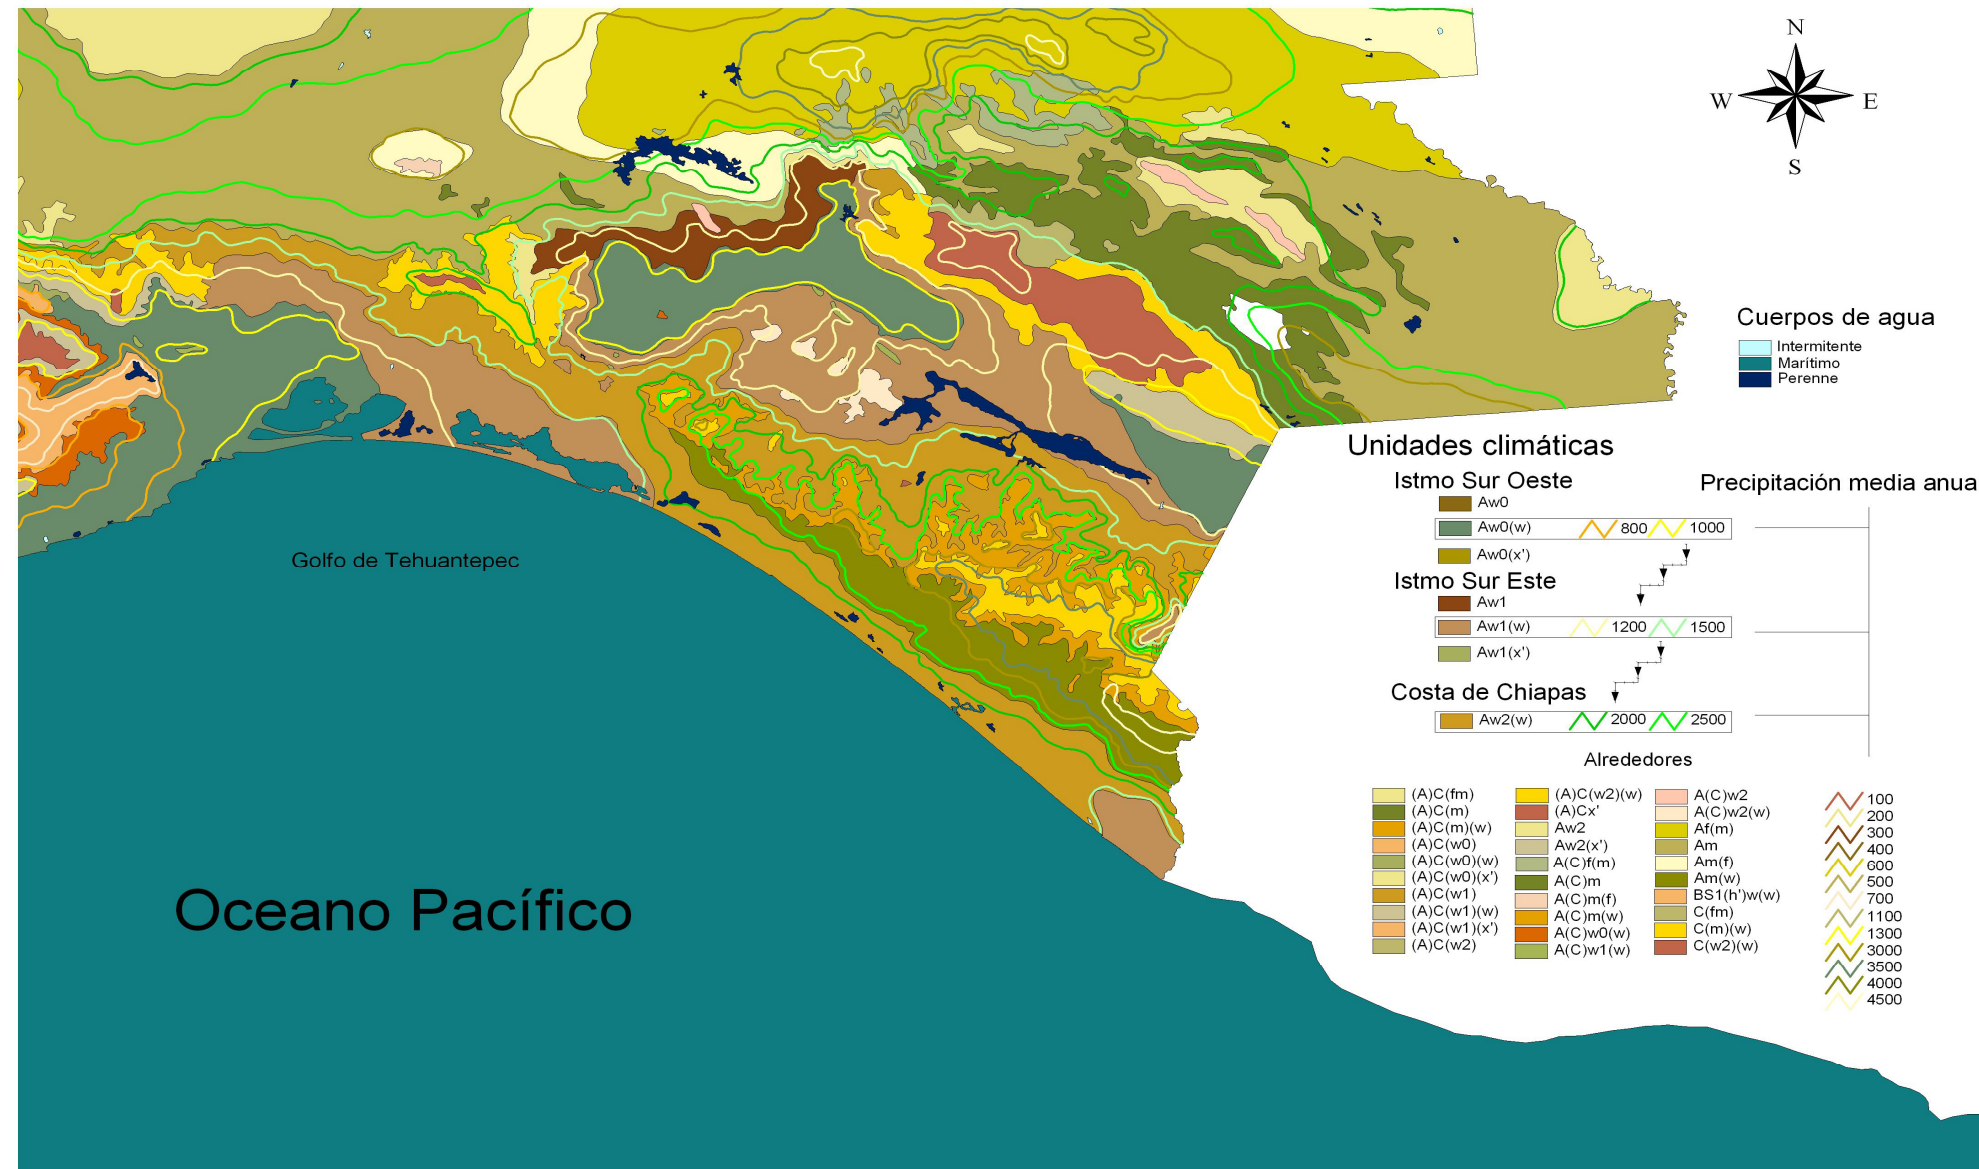 N
W
E
S
Cuerpos de agua
Intermitente
Marítimo
Perenne
Unidades climáticas
Istmo Sur Oeste
Precipitación media anua
Aw0
Aw0(w)
800
1000
Aw0(x')
Istmo Sur Este
Aw1
Aw1(w)
1200
1500
Aw1(x')
Costa de Chiapas
Aw2(w)
2000
2500
Alrededores
(A)C(fm)
(A)C(m)
(A)C(m)(w)
(A)C(w0)
(A)C(w0)(w)
(A)C(w0)(x')
(A)C(w1)
(A)C(w1)(w)
(A)C(w1)(x')
(A)C(w2)
(A)C(w2)(w)
(A)Cx'
Aw2
Aw2(x')
A(C)f(m)
A(C)m
A(C)m(f)
A(C)m(w)
A(C)w0(w)
A(C)w1(w)
A(C)w2
A(C)w2(w)
Af(m)
Am
Am(f)
Am(w)
BS1(h')w(w)
C(fm)
C(m)(w)
C(w2)(w)
100
200
300
400
600
500
700
1100
1300
3000
3500
4000
4500
Golfo de Tehuantepec
Oceano Pacífico